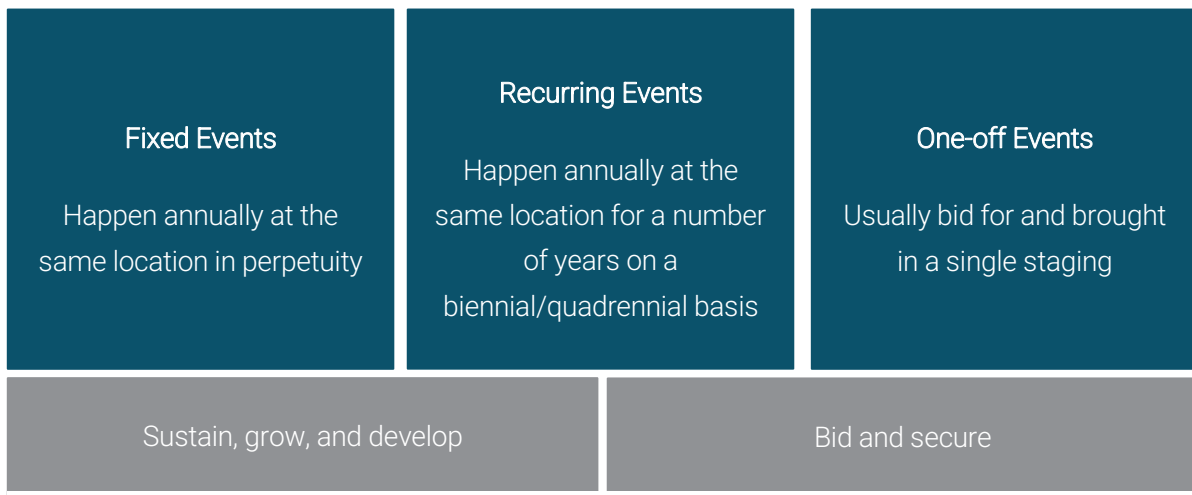 Fixed Events
Happen annually at the
same location in perpetuity
Recurring Events
Happen annually at the
same location for a number
of years on a
biennial/quadrennial basis
One-off Events
Usually bid for and brought
in a single staging
Sustain, grow, and develop
Bid and secure